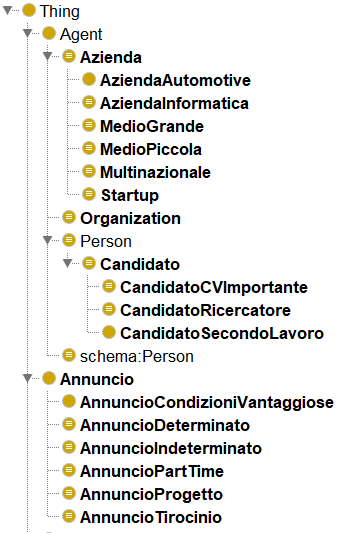 Thing
Agent
Azienda
AziendaAutomotive
AziendaInformatica
MedioGrande
MedioPiccola
Multinazionale
Startup
Organization
Person
Candidato
CandidatoCVImportante
CandidatoRicercatore
CandidatoSecondoLavoro
schema:Person
Annuncio
AnnuncioCondizioniVantaggiose
AnnuncioDeterminato
AnnuncioIndeterminato
AnnuncioPartTime
AnnuncioProgetto
AnnuncioTirocinio